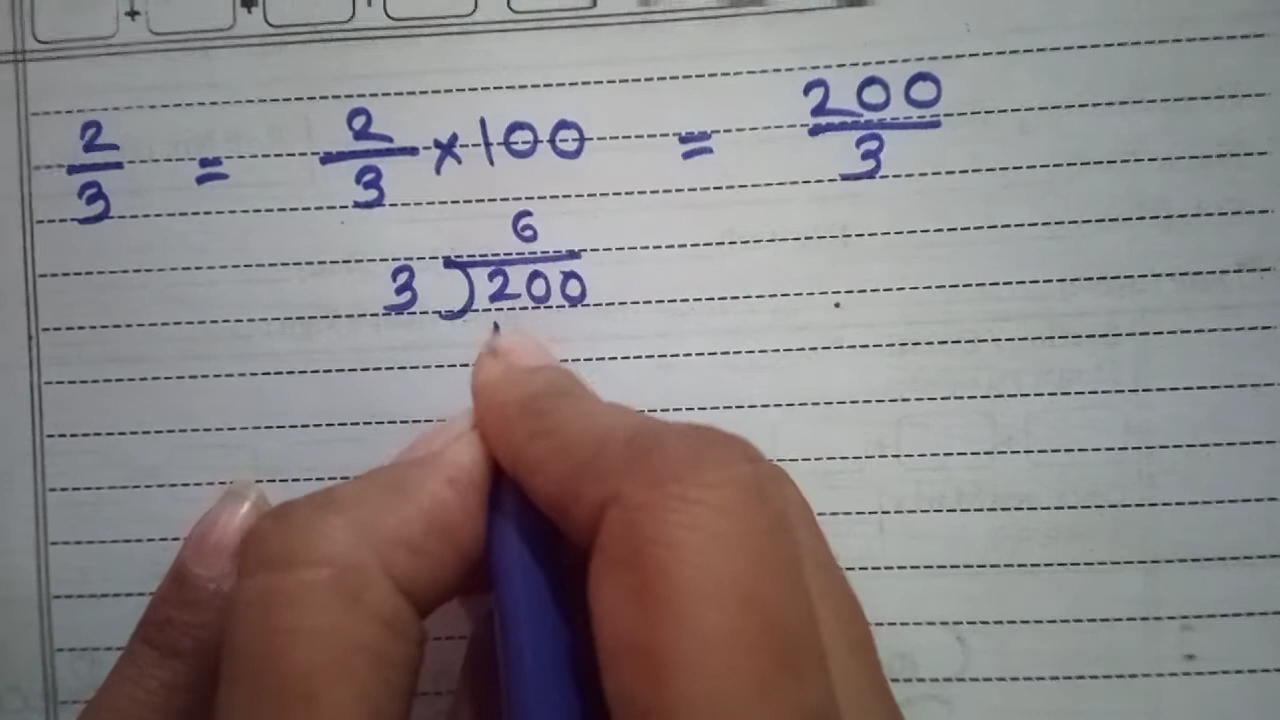 2/3 = 2/3 × 100 = 200/3
6
3 ) 200